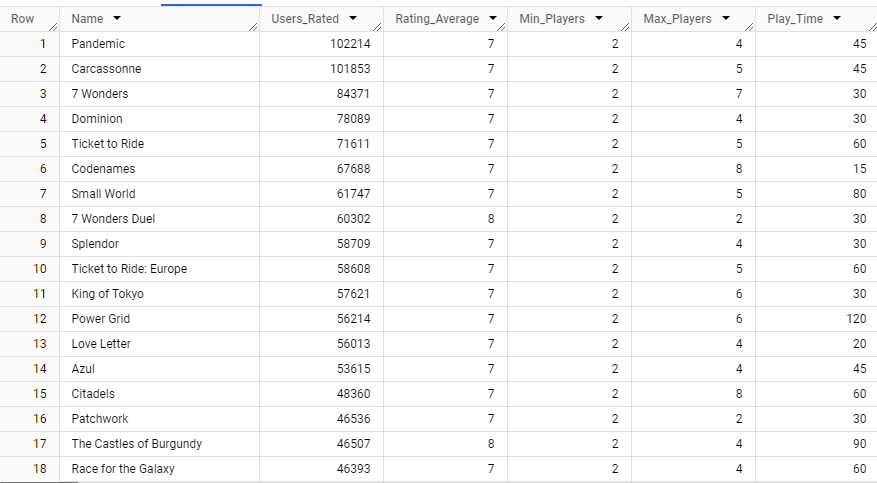 Row Name Users_Rated Rating_Average Min_Players Max_Players Play_Time
1 Pandemic 102214 7 2 4 45
2 Carcassonne 101853 7 2 5 45
3 7 Wonders 84371 7 2 7 30
4 Dominion 78089 7 2 4 30
5 Ticket to Ride 71611 7 2 5 60
6 Codenames 67688 7 2 8 15
7 Small World 61747 7 2 5 80
8 7 Wonders Duel 60302 8 2 2 30
9 Splendor 58709 7 2 4 30
10 Ticket to Ride: Europe 58608 7 2 5 60
11 King of Tokyo 57621 7 2 6 30
12 Power Grid 56214 7 2 6 120
13 Love Letter 56013 7 2 4 20
14 Azul 53615 7 2 4 45
15 Citadels 48360 7 2 8 60
16 Patchwork 46536 7 2 2 30
17 The Castles of Burgundy 46507 8 2 4 90
18 Race for the Galaxy 46393 7 2 4 60